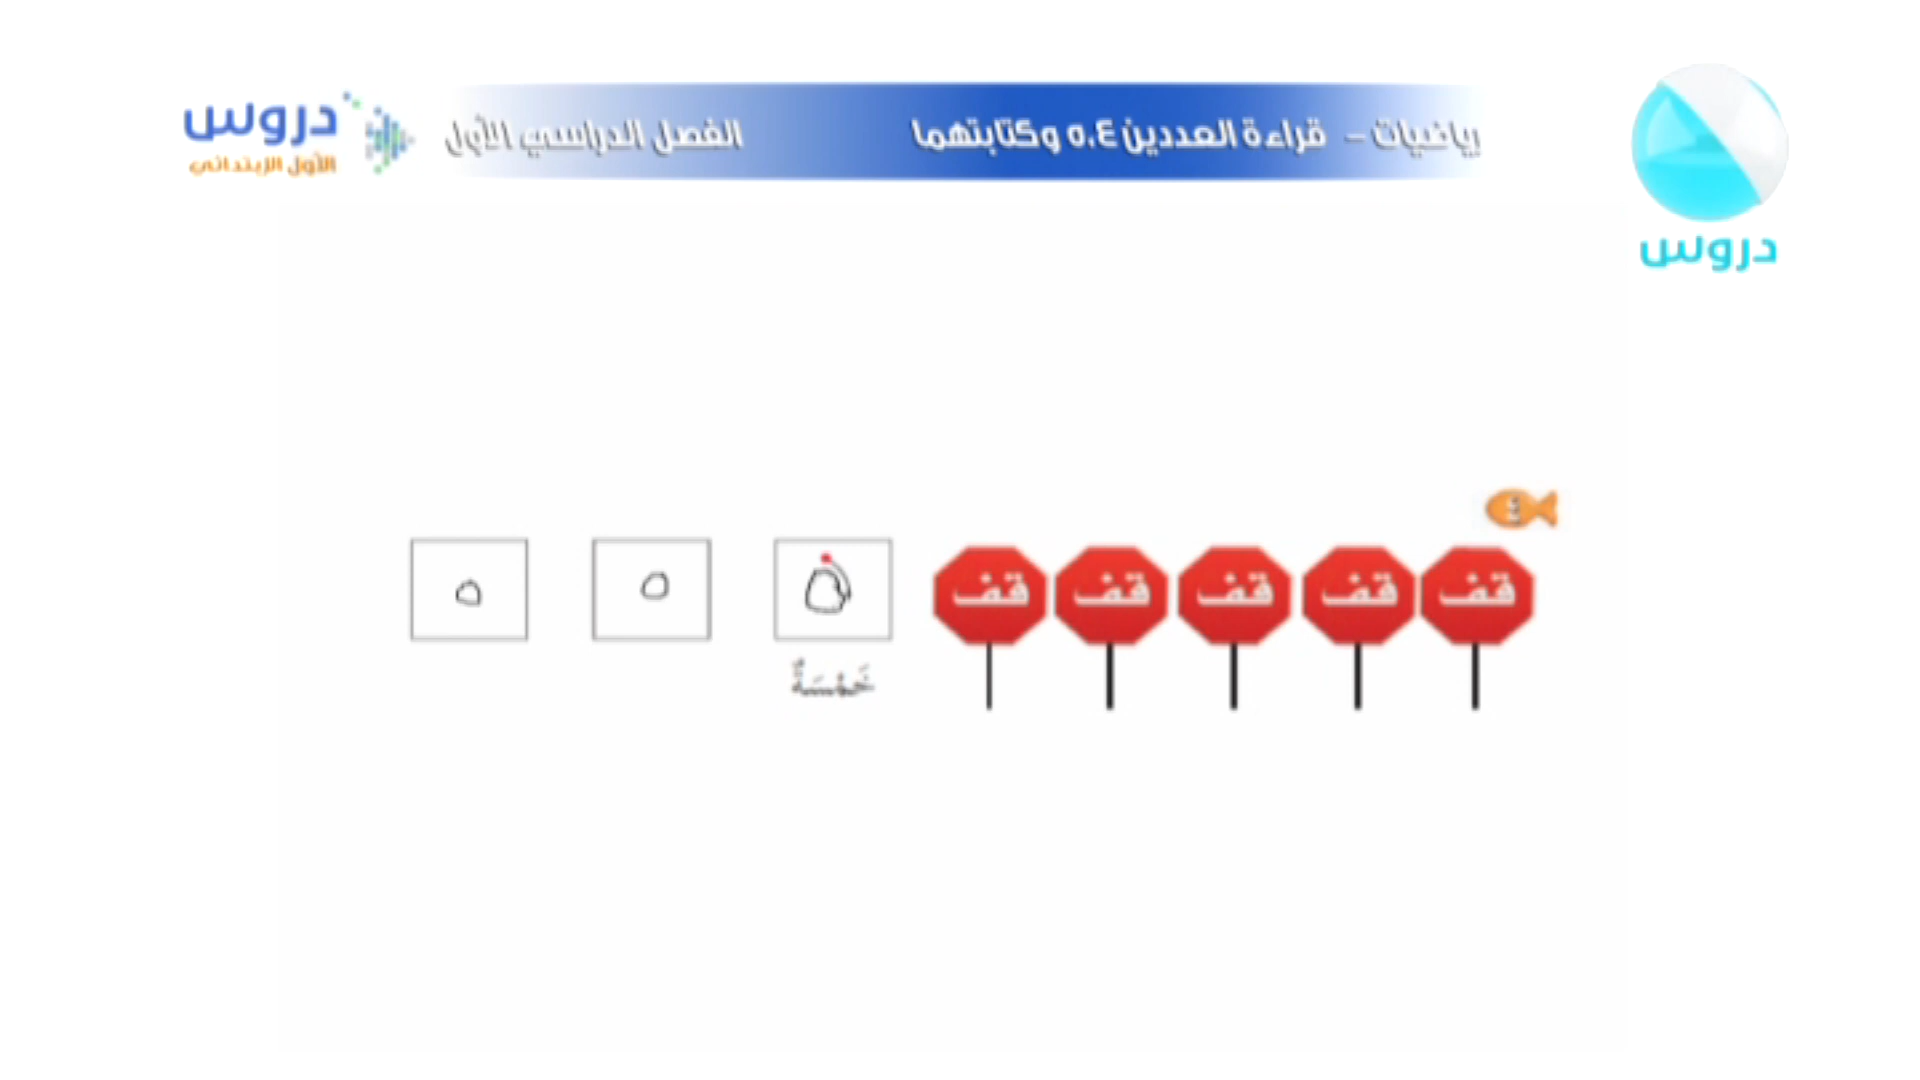 رياضيات – قراءة العددين ٥،٤ وكتابتهما
الفصل الدراسي الأول
دروس
الأول الابتدائي
دروس
٤
قف قف قف قف قف
٥ ٥ ٥
خَمْسَةٌ